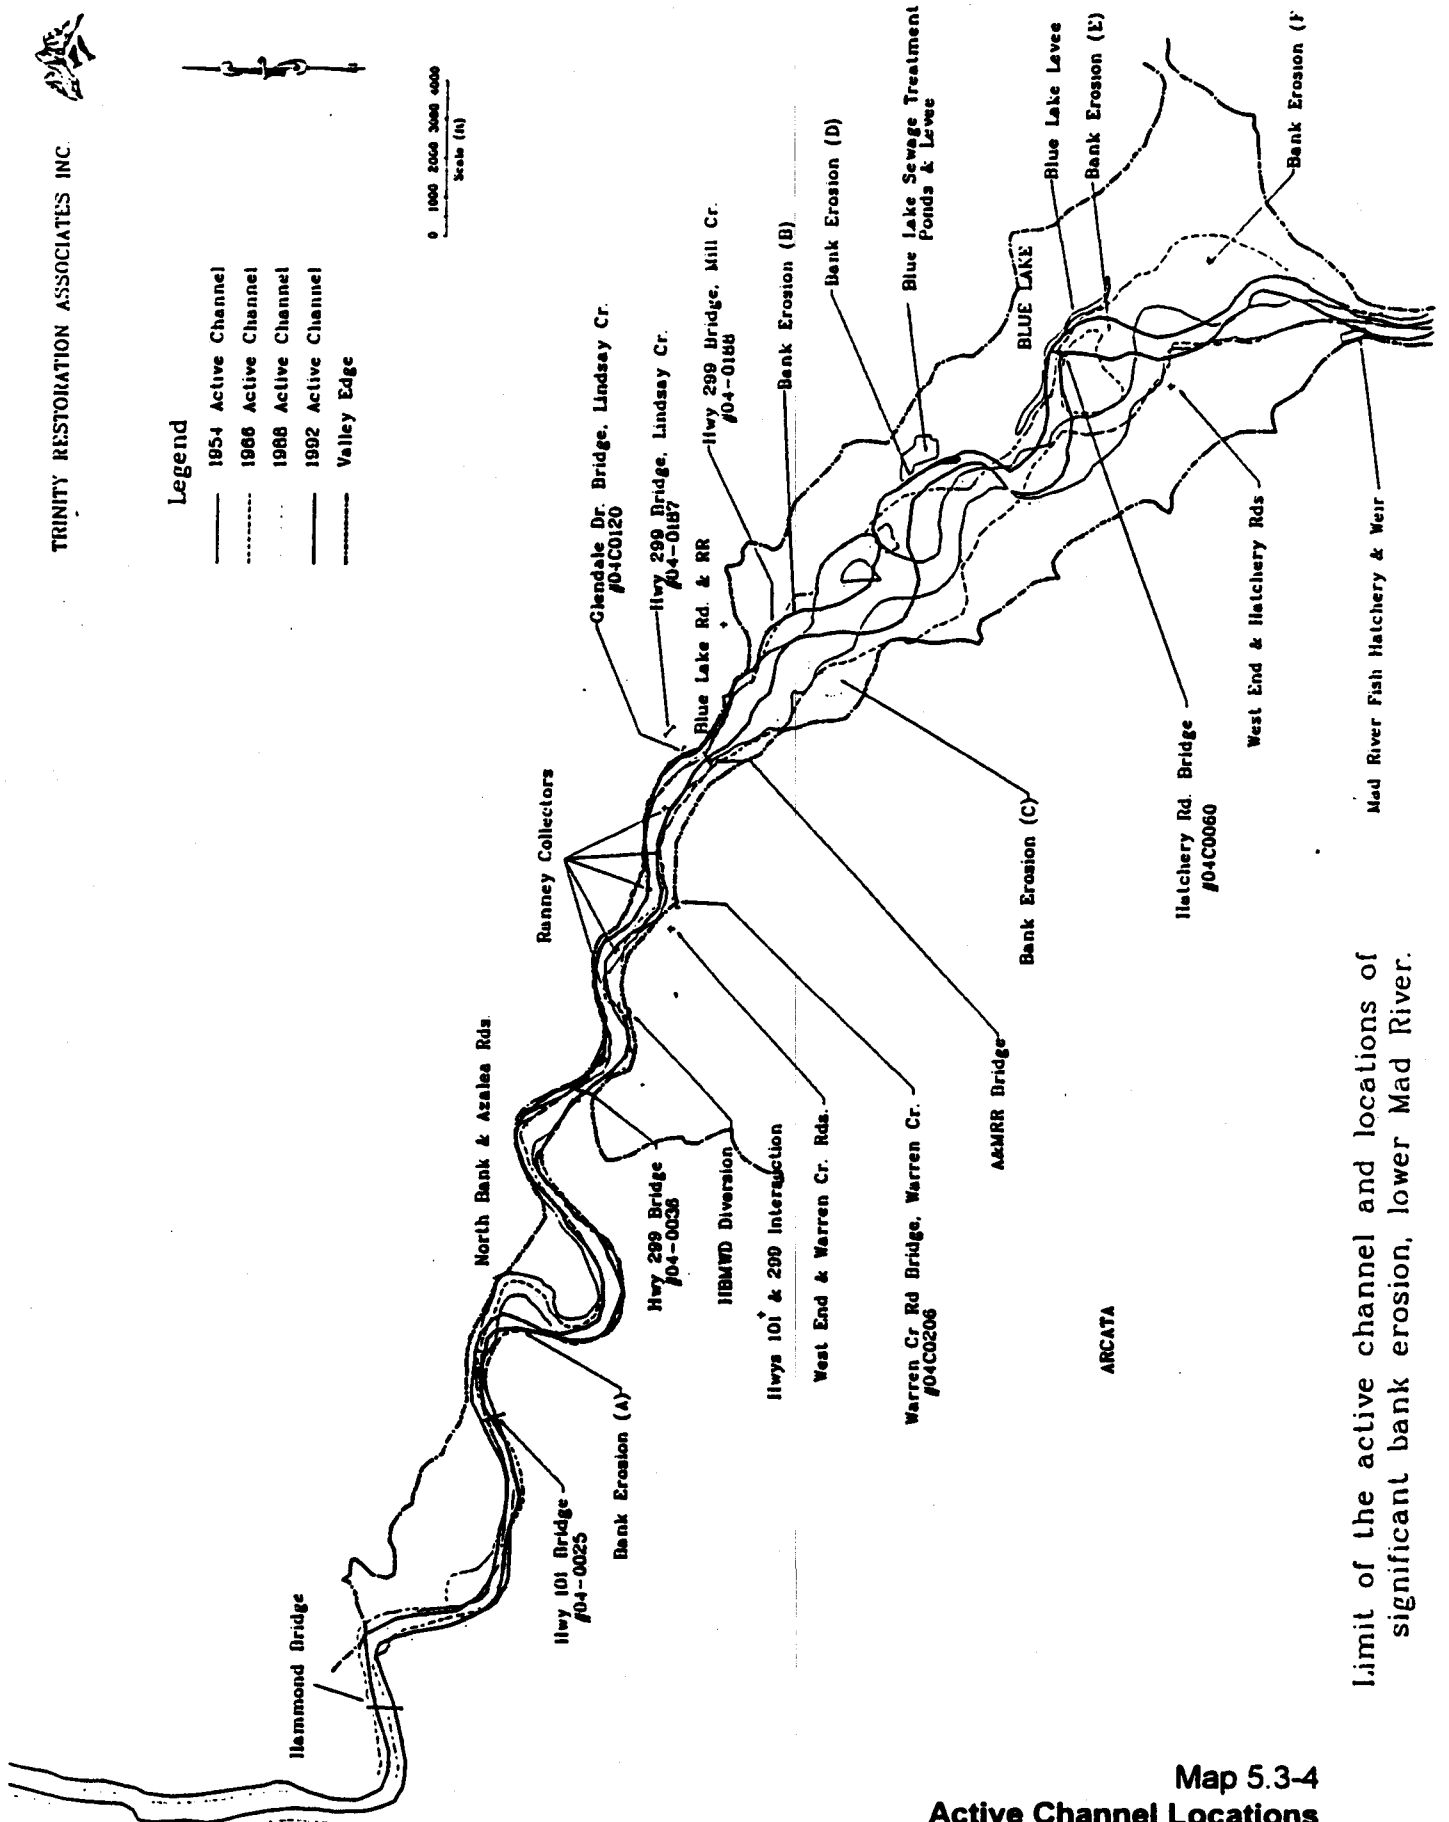 TRINITY RESTORATION ASSOCIATES INC.
Legend
1954 Active Channel
1966 Active Channel
1988 Active Channel
1992 Active Channel
Valley Edge
0 1000 2000 3000 4000
Scale (ft)
Hammond Bridge
Hwy 101 Bridge
#04-0025
Bank Erosion (A)
North Bank & Azalea Rds.
Hwy 299 Bridge
#04-0036
HBMWD Diversion
Hwys 101 & 299 Intersection
West End & Warren Cr. Rds.
Warren Cr Rd Bridge, Warren Cr.
#04C0206
A&MRR Bridge
ARCATA
Ranney Collectors
Glendale Dr. Bridge, Lindsay Cr.
#04C0120
Hwy 299 Bridge, Lindsay Cr.
#04-0187
Blue Lake Rd. & RR
Hwy 299 Bridge, Mill Cr.
#04-0188
Bank Erosion (B)
Bank Erosion (C)
Bank Erosion (D)
Blue Lake Sewage Treatment
Ponds & Levee
BLUE LAKE
Blue Lake Levee
Bank Erosion (E)
Bank Erosion (F
Hatchery Rd. Bridge
#04C0060
West End & Hatchery Rds
Mad River Fish Hatchery & Weir
Limit of the active channel and locations of
significant bank erosion, lower Mad River.
Map 5.3-4
Active Channel Locations